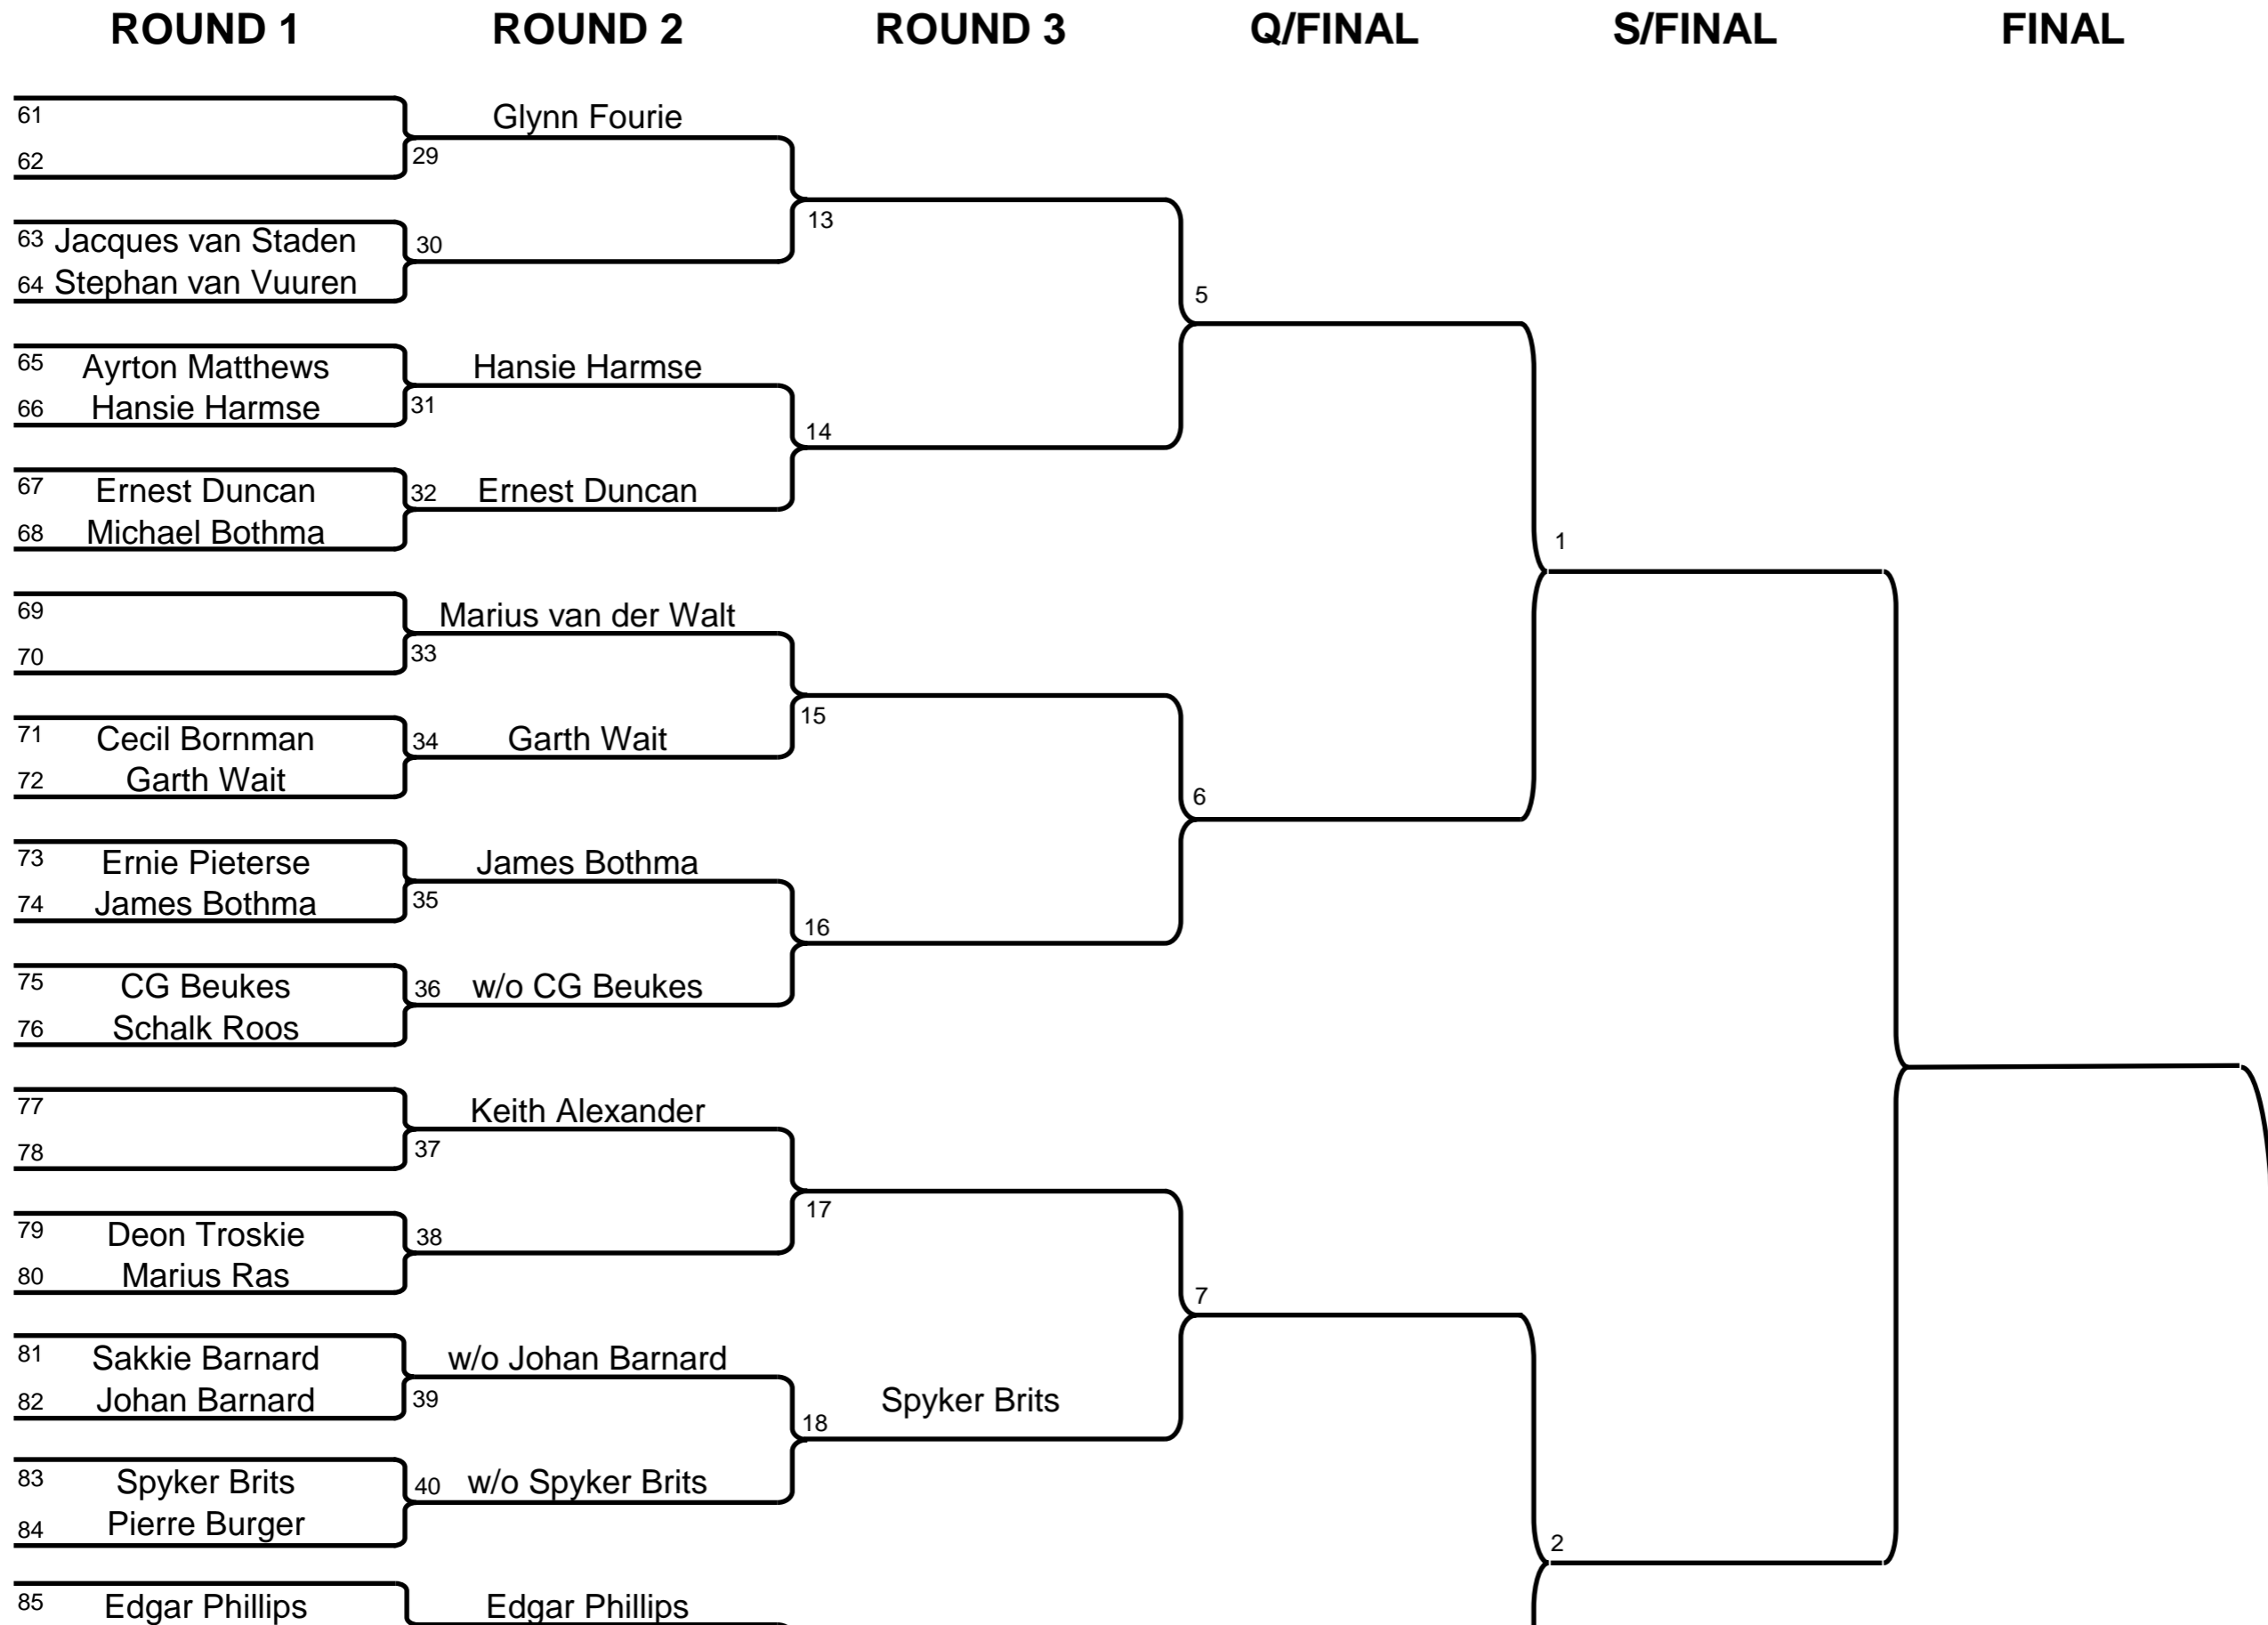 ROUND 1 ROUND 2 ROUND 3 Q/FINAL S/FINAL FINAL
61 Glynn Fourie
62 29
13
63 Jacques van Staden 30
64 Stephan van Vuuren
5
65 Ayrton Matthews Hansie Harmse
66 Hansie Harmse 31
14
67 Ernest Duncan 32 Ernest Duncan
68 Michael Bothma
1
69 Marius van der Walt
70 33
15
71 Cecil Bornman 34 Garth Wait
72 Garth Wait
6
73 Ernie Pieterse James Bothma
74 James Bothma 35
16
75 CG Beukes 36 w/o CG Beukes
76 Schalk Roos
77 Keith Alexander
78 37
17
79 Deon Troskie 38
80 Marius Ras
7
81 Sakkie Barnard w/o Johan Barnard
82 Johan Barnard 39 Spyker Brits
18
83 Spyker Brits 40 w/o Spyker Brits
84 Pierre Burger
2
85 Edgar Phillips Edgar Phillips